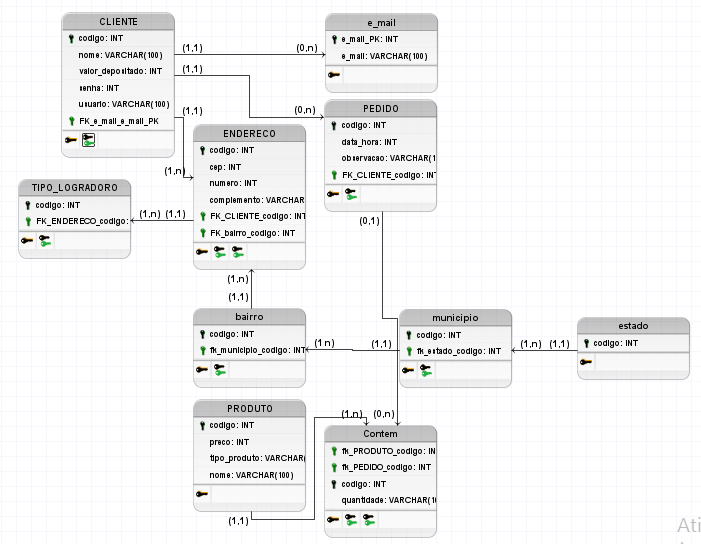 CLIENTE
codigo: INT
nome: VARCHAR(100)
valor_depositado: INT
senha: INT
usuario: VARCHAR(100)
FK_e_mail_e_mail_PK
e_mail
e_mail_PK: INT
e_mail: VARCHAR(100)
(1,1)
(0,n)
(1,1)
(0,n)
(1,1)
(1,n)
PEDIDO
codigo: INT
data_hora: INT
observacao: VARCHAR(1
FK_CLIENTE_codigo: INT
ENDERECO
codigo: INT
cep: INT
numero: INT
complemento: VARCHAR
FK_CLIENTE_codigo: INT
FK_bairro_codigo: INT
TIPO_LOGRADORO
codigo: INT
FK_ENDERECO_codigo:
(1,n) (1,1)
(0,1)
(1,n)
(1,1)
bairro
codigo: INT
fk_municipio_codigo: INT
(1,n)
(1,1)
municipio
codigo: INT
fk_estado_codigo: INT
(1,n) (1,1)
estado
codigo: INT
PRODUTO
codigo: INT
preco: INT
tipo_produto: VARCHAR(
nome: VARCHAR(100)
(1,1)
(1,n)
(0,n)
Contem
fk_PRODUTO_codigo: IN
fk_PEDIDO_codigo: INT
codigo: INT
quantidade: VARCHAR(10
Ati